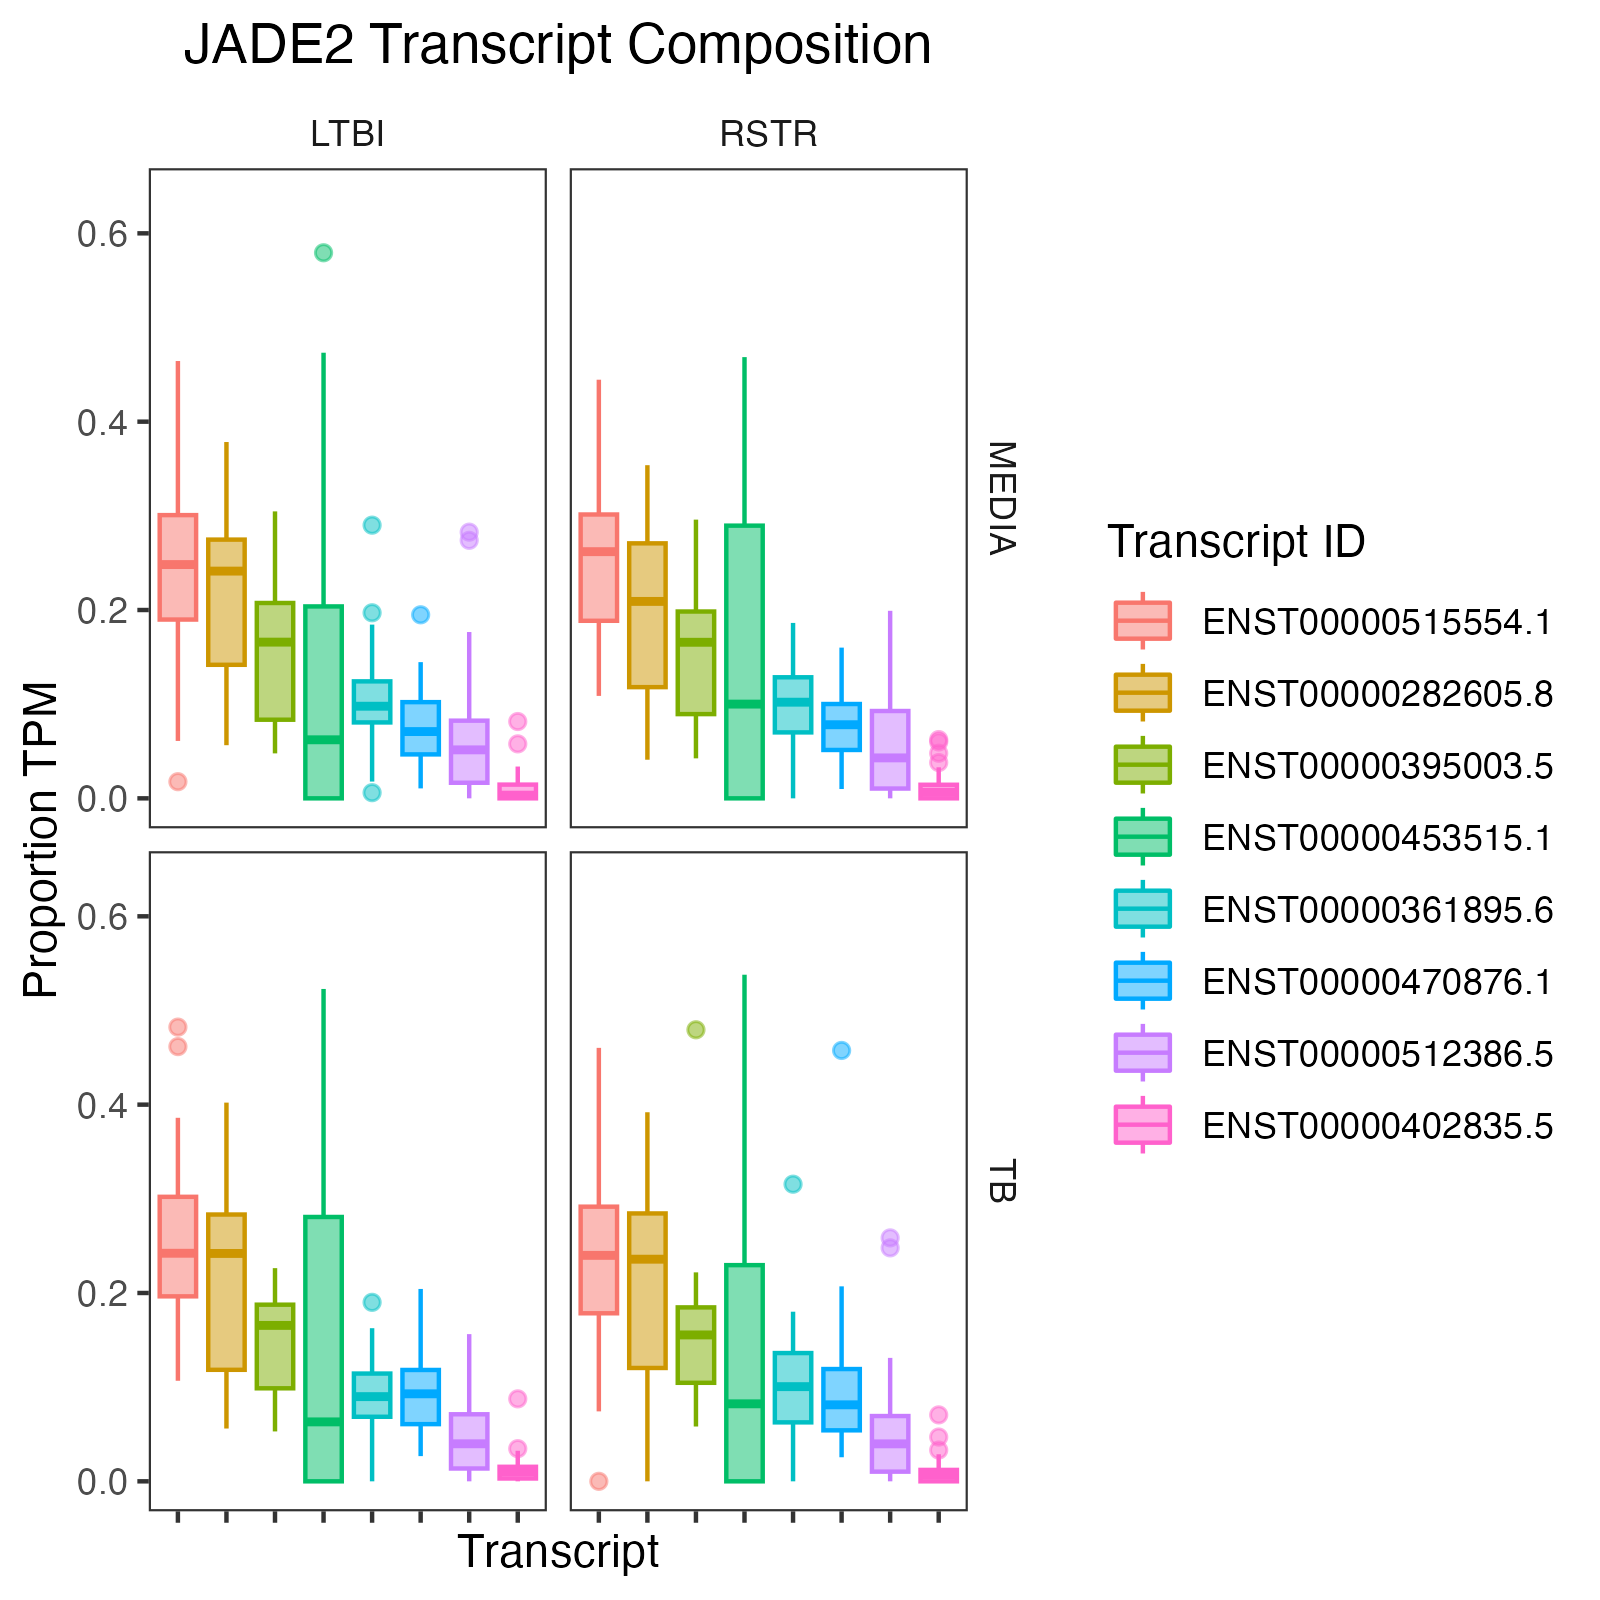 JADE2 Transcript Composition
LTBI
RSTR
0.6
0.4
0.2
0.0
MEDIA
0.6
0.4
0.2
0.0
TB
Proportion TPM
Transcript
Transcript ID
ENST00000515554.1
ENST00000282605.8
ENST00000395003.5
ENST00000453515.1
ENST00000361895.6
ENST00000470876.1
ENST00000512386.5
ENST00000402835.5